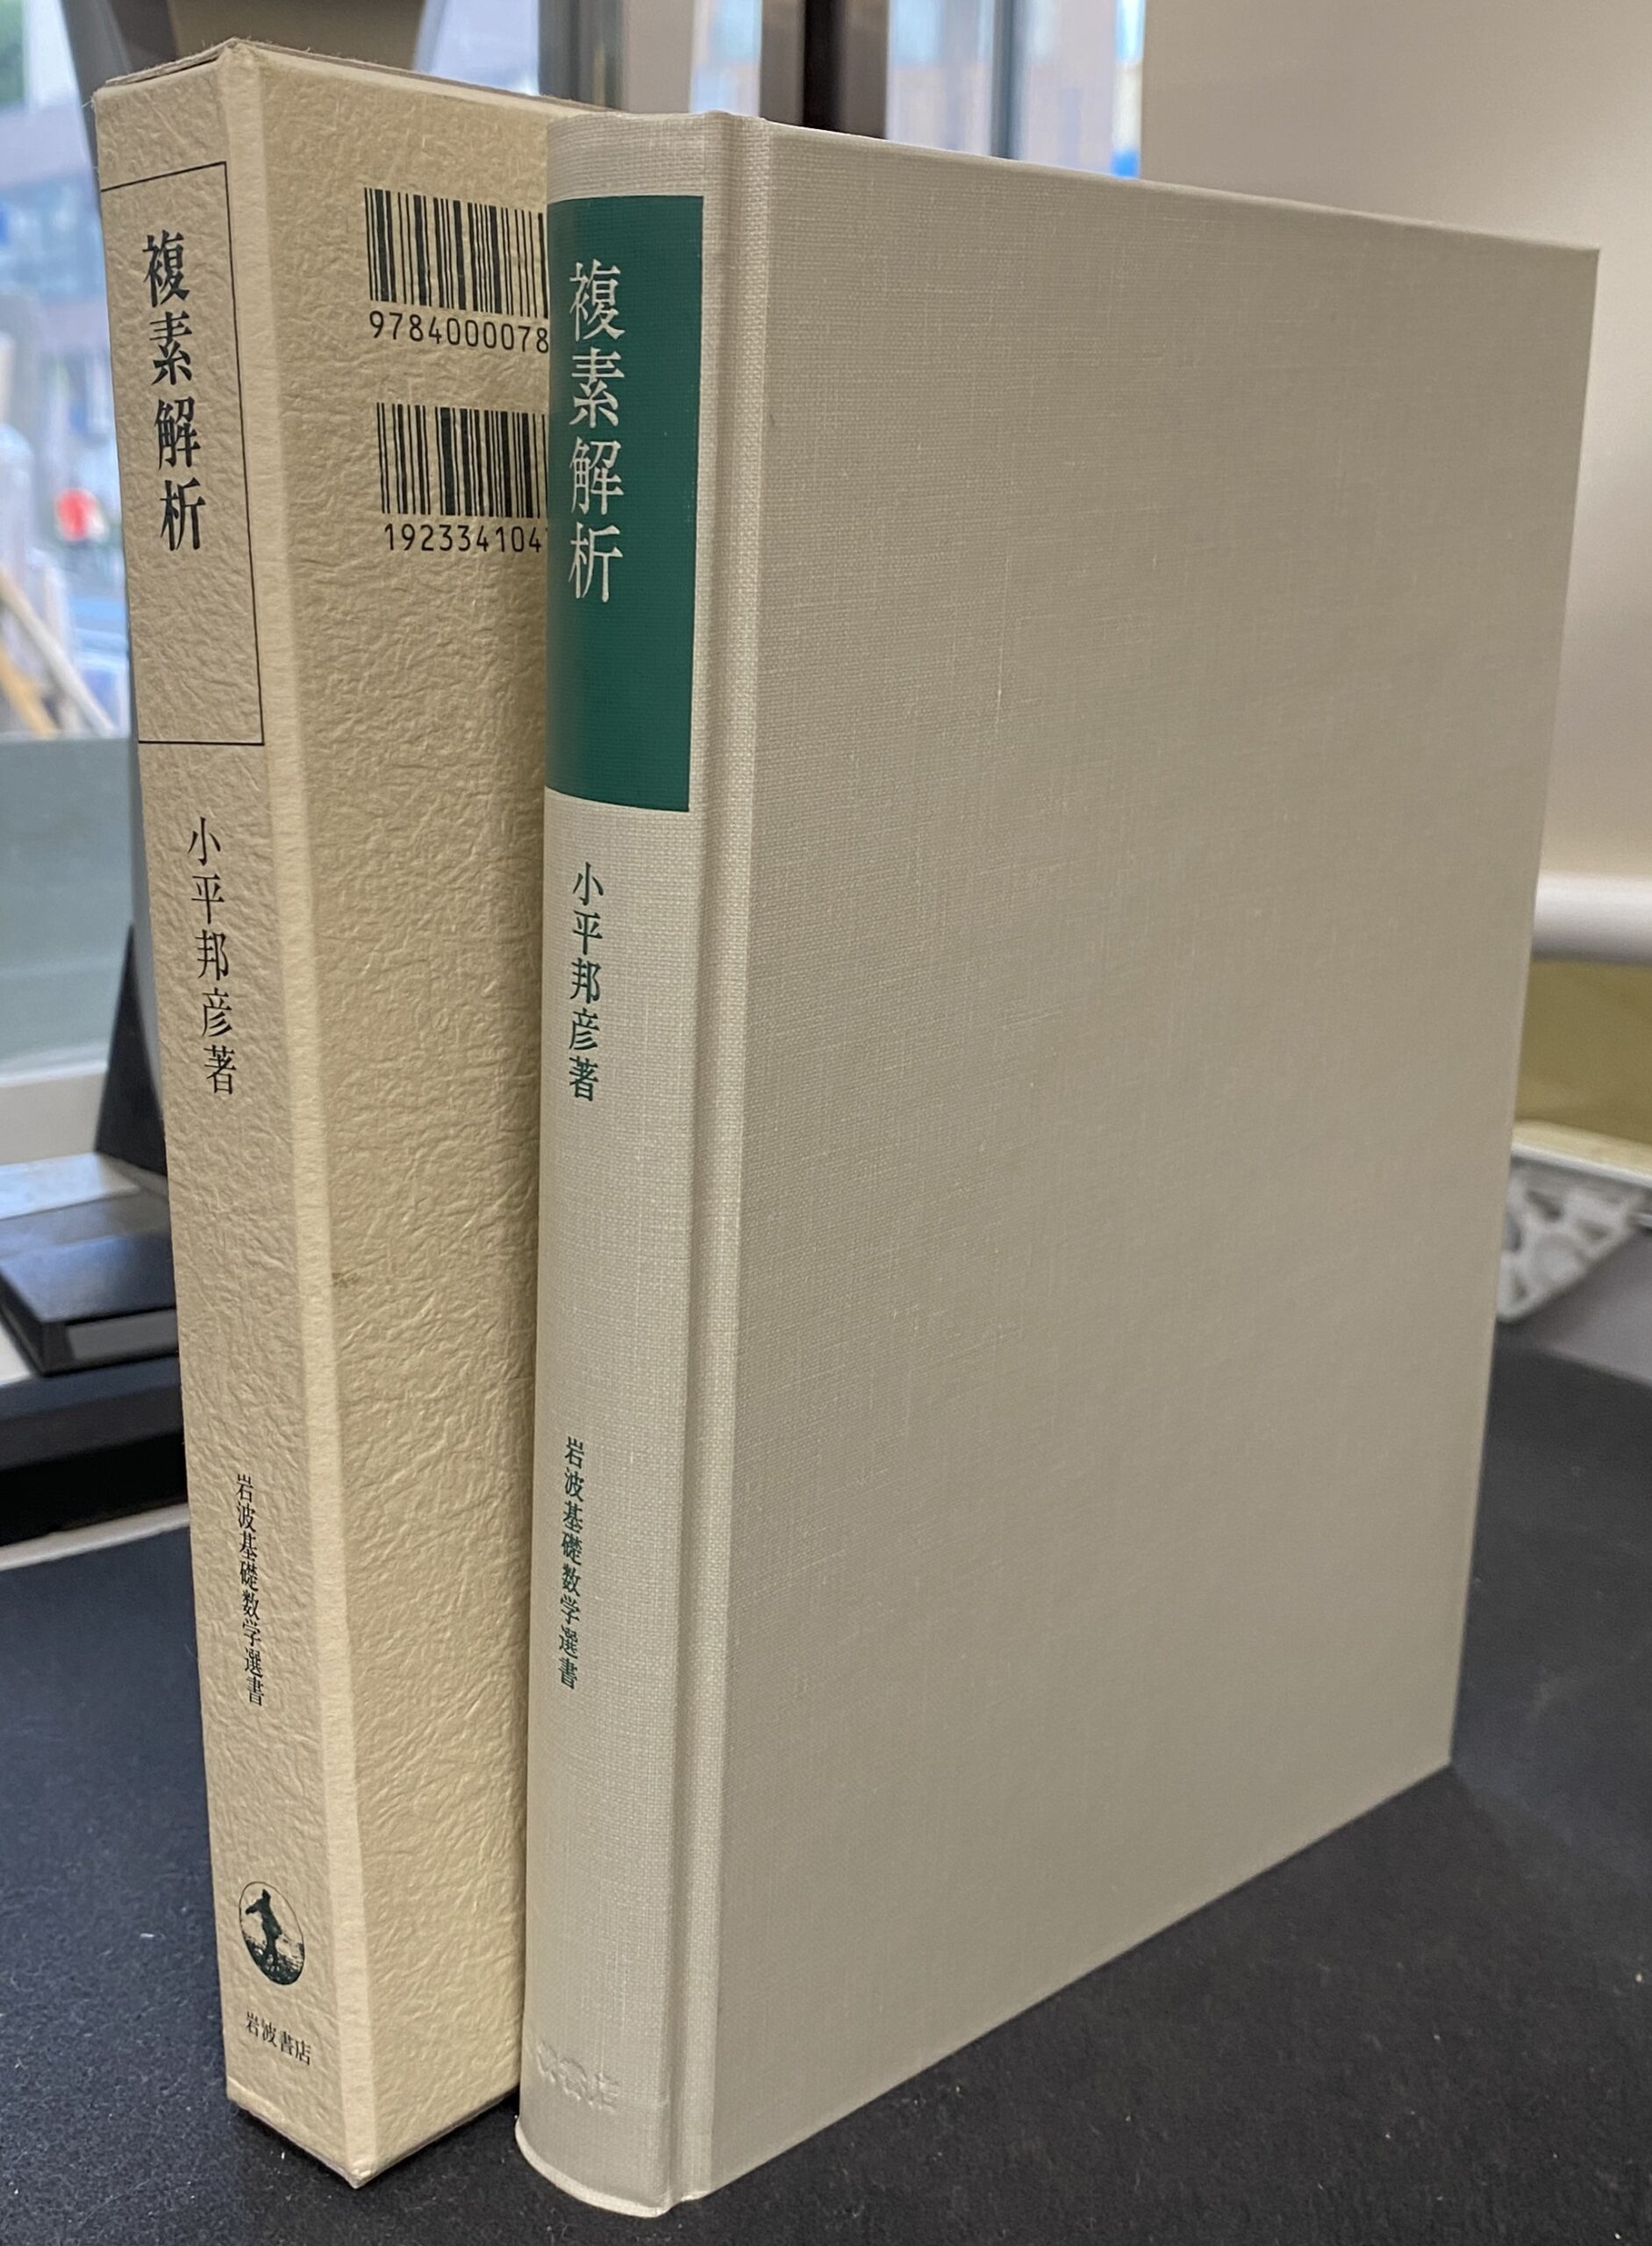 複素解析
小平邦彦著
岩波基礎数学選書
岩波書店
9784000078
192334104
複素解析
小平邦彦著
岩波基礎数学選書